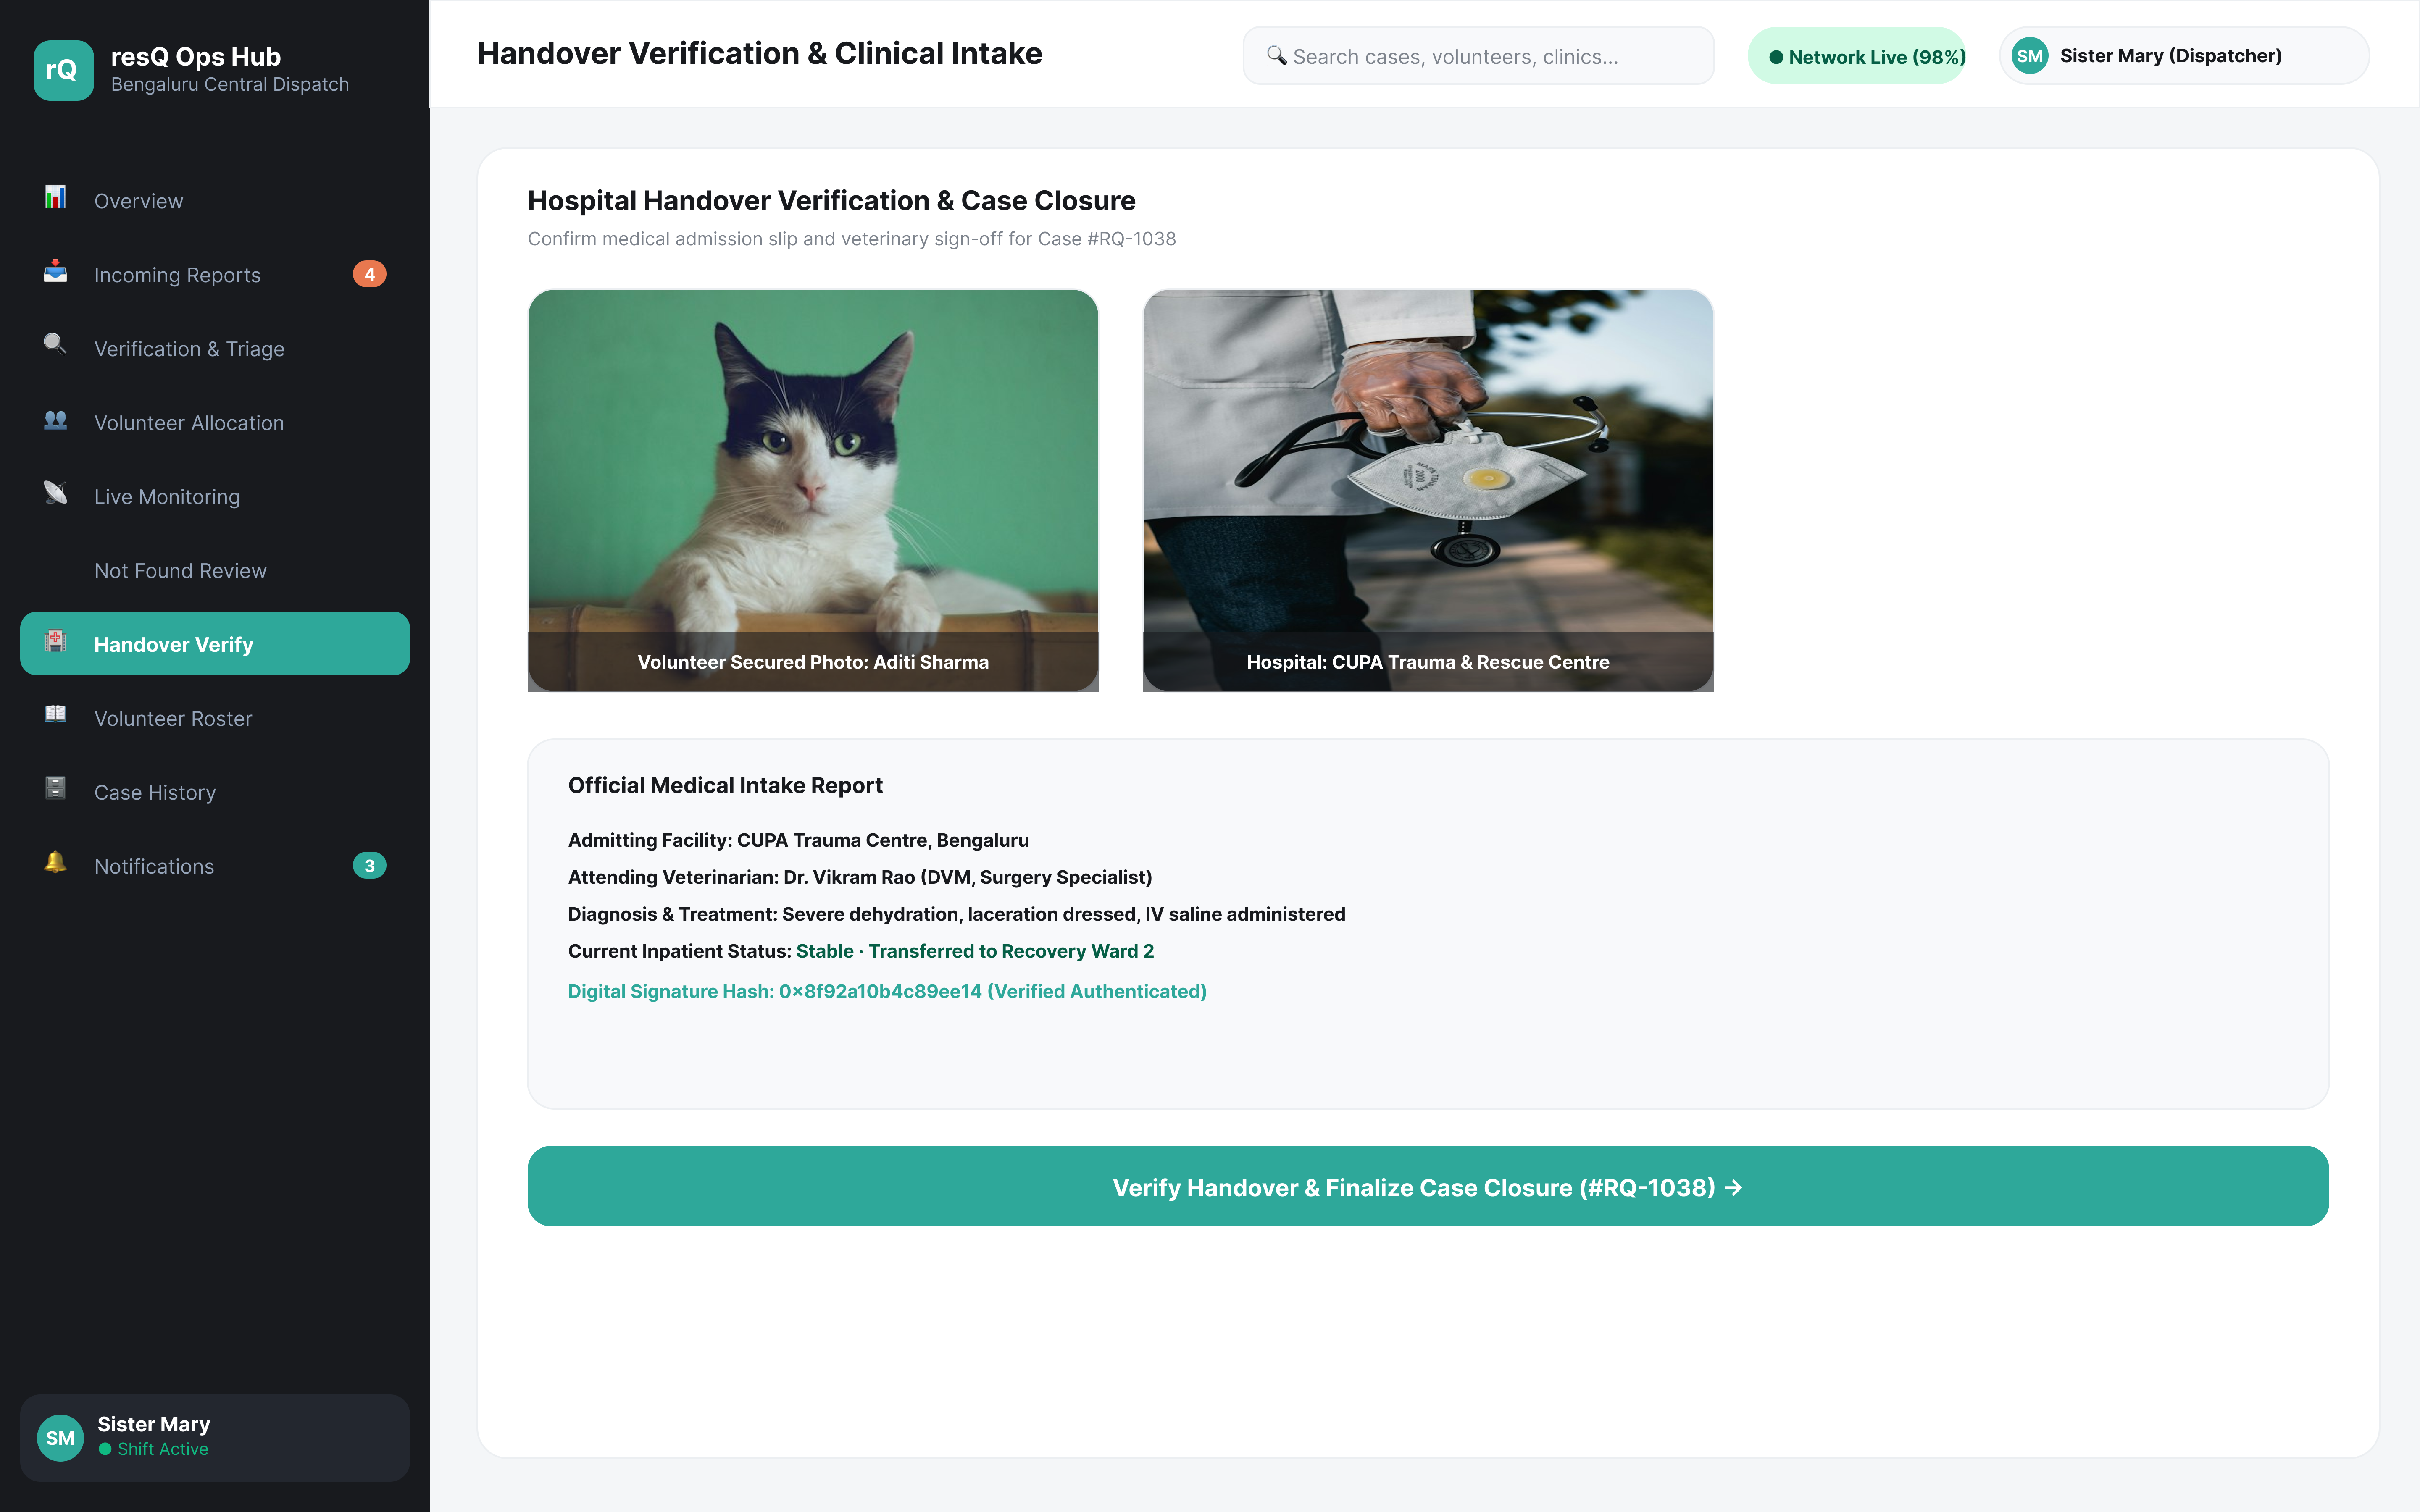 rQ
resQ Ops Hub
Bengaluru Central Dispatch
Overview
Incoming Reports 4
Verification & Triage
Volunteer Allocation
Live Monitoring
Not Found Review
Handover Verify
Volunteer Roster
Case History
Notifications 3
SM
Sister Mary
Shift Active
Handover Verification & Clinical Intake
Search cases, volunteers, clinics...
Network Live (98%)
SM Sister Mary (Dispatcher)
Hospital Handover Verification & Case Closure
Confirm medical admission slip and veterinary sign-off for Case #RQ-1038
Volunteer Secured Photo: Aditi Sharma
Hospital: CUPA Trauma & Rescue Centre
Official Medical Intake Report
Admitting Facility: CUPA Trauma Centre, Bengaluru
Attending Veterinarian: Dr. Vikram Rao (DVM, Surgery Specialist)
Diagnosis & Treatment: Severe dehydration, laceration dressed, IV saline administered
Current Inpatient Status: Stable · Transferred to Recovery Ward 2
Digital Signature Hash: 0x8f92a10b4c89ee14 (Verified Authenticated)
Verify Handover & Finalize Case Closure (#RQ-1038) →